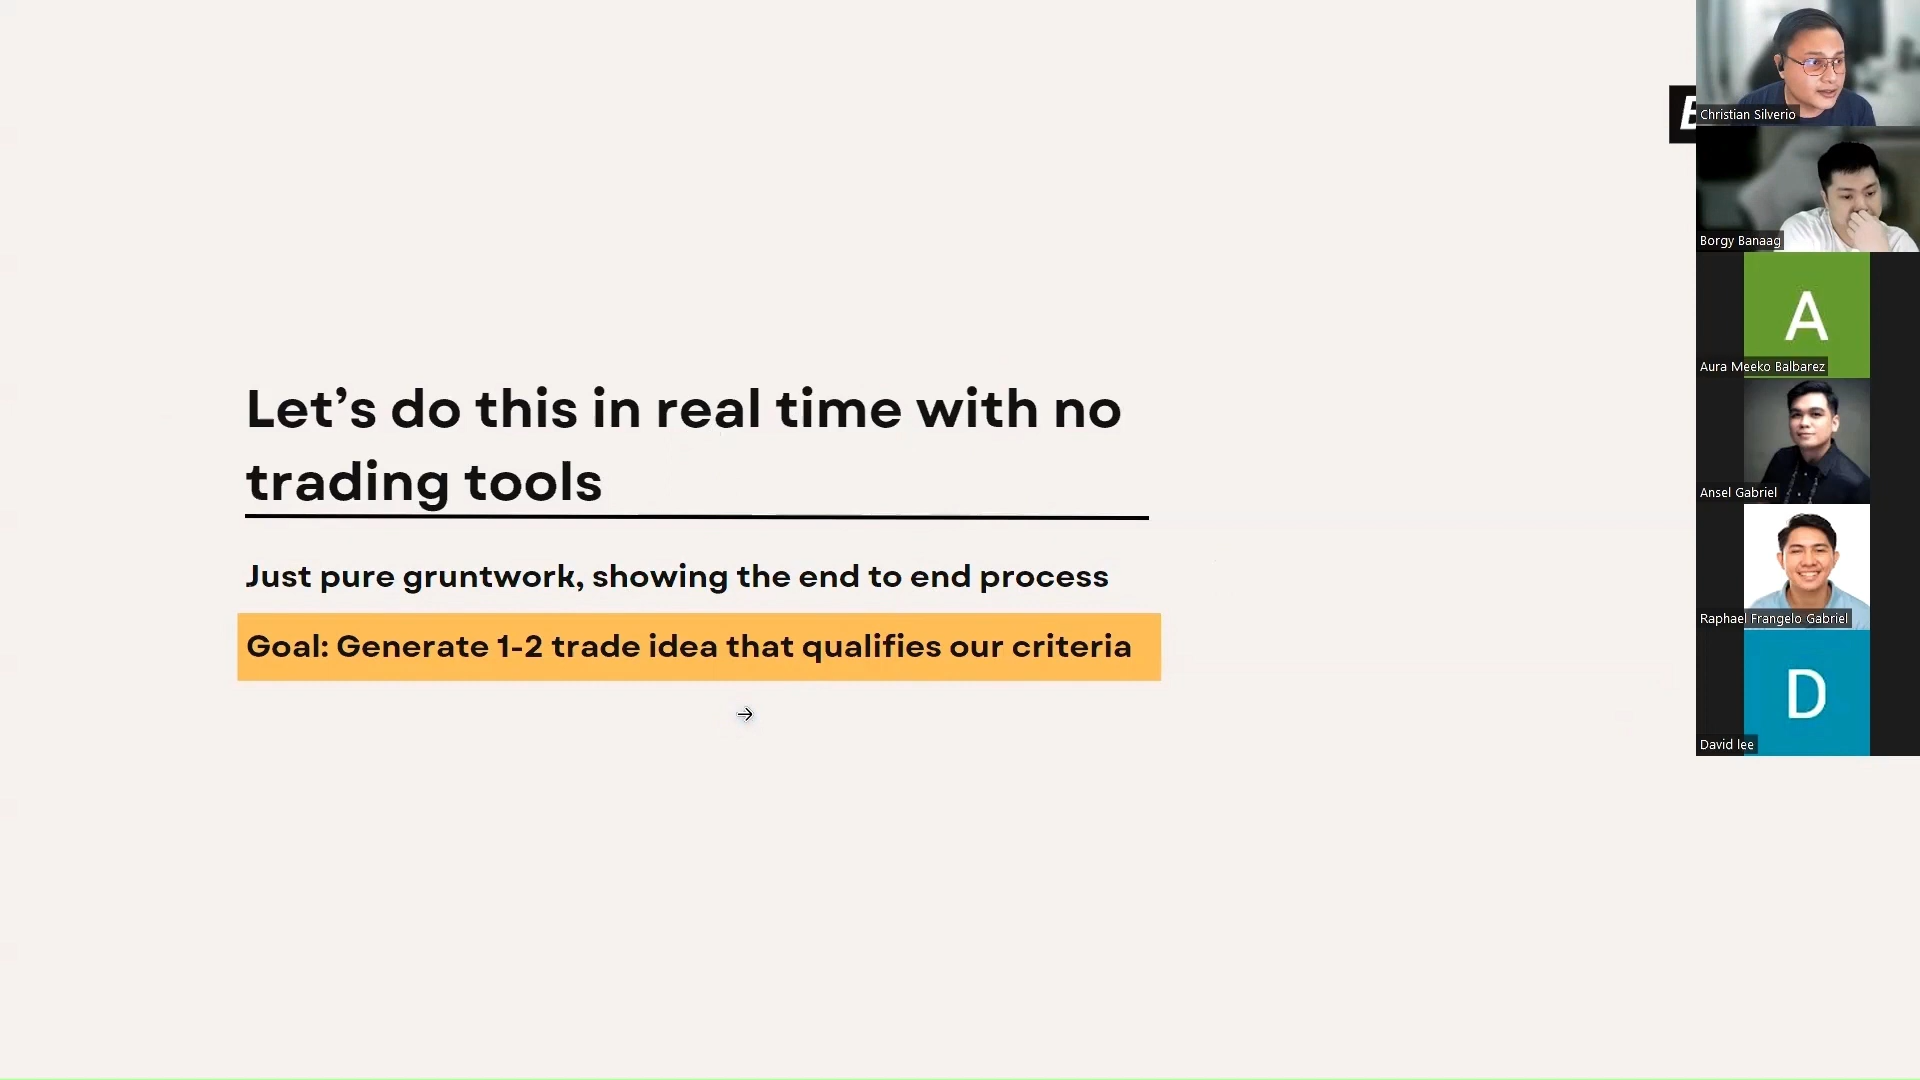 Let’s do this in real time with no
trading tools
Just pure gruntwork, showing the end to end process
Goal: Generate 1-2 trade idea that qualifies our criteria
Christian Silverio
Borgy Banaag
A
Aura Meeko Balbarez
Ansel Gabriel
Raphael Frangelo Gabriel
D
David lee